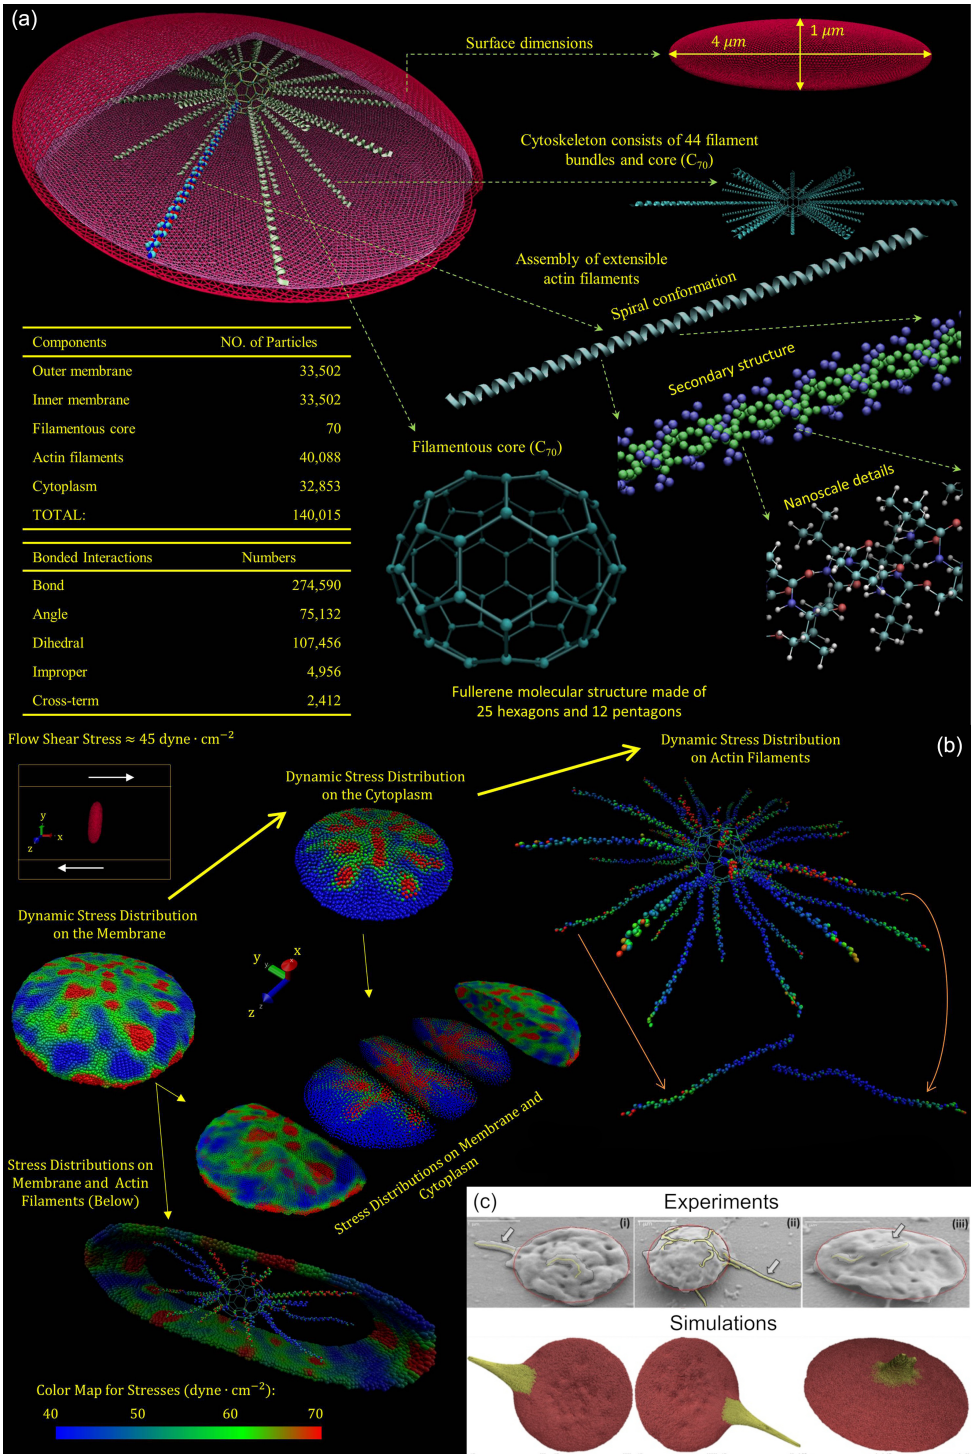 (a)
Surface dimensions
4 μm
1 μm
Cytoskeleton consists of 44 filament
bundles and core (C₇₀)
Assembly of extensible
actin filaments
Spiral conformation
Secondary structure
Nanoscale details
Components NO. of Particles
Outer membrane 33,502
Inner membrane 33,502
Filamentous core 70
Actin filaments 40,088
Cytoplasm 32,853
TOTAL: 140,015
Bonded Interactions Numbers
Bond 274,590
Angle 75,132
Dihedral 107,456
Improper 4,956
Cross-term 2,412
Filamentous core (C₇₀)
Fullerene molecular structure made of
25 hexagons and 12 pentagons
(b)
Flow Shear Stress ≈ 45 dyne · cm⁻²
y
x
z
Dynamic Stress Distribution
on the Membrane
Dynamic Stress Distribution
on the Cytoplasm
Dynamic Stress Distribution
on Actin Filaments
x
y
z
Stress Distributions on Membrane and
Cytoplasm
Stress Distributions on
Membrane and Actin
Filaments (Below)
Color Map for Stresses (dyne · cm⁻²):
40 50 60 70
(c)
Experiments
(i)
(ii)
(iii)
Simulations